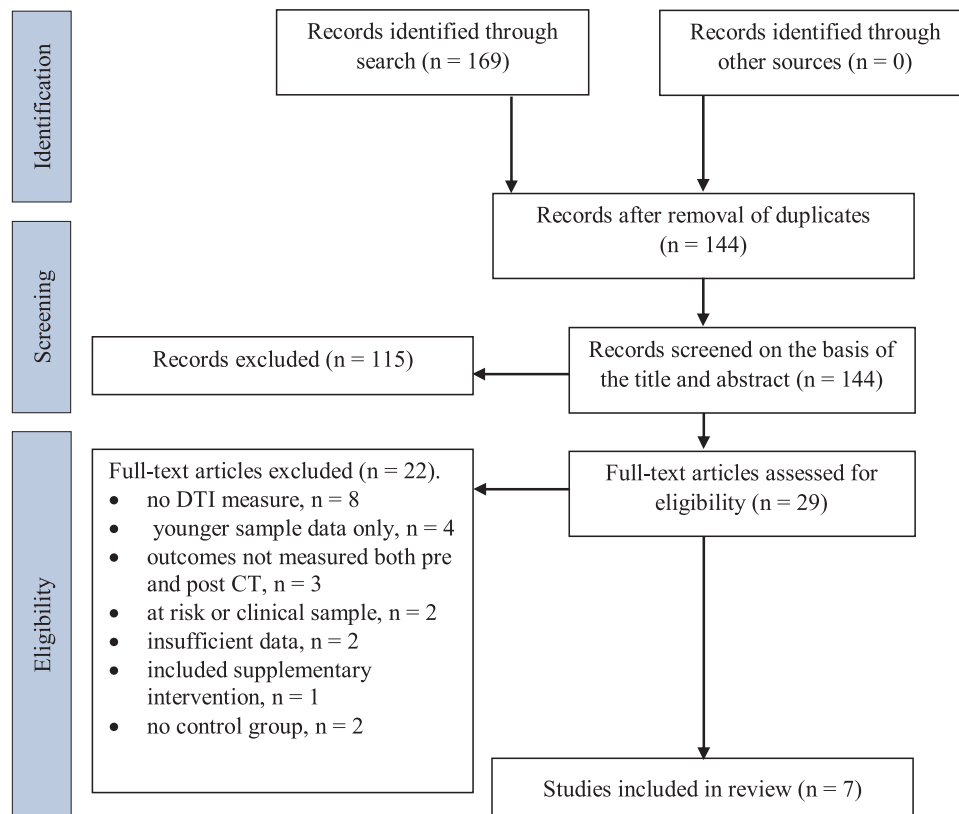 Identification
Records identified through
search (n = 169)
Records identified through
other sources (n = 0)
Records after removal of duplicates
(n = 144)
Screening
Records screened on the basis of
the title and abstract (n = 144)
Records excluded (n = 115)
Eligibility
Full-text articles assessed for
eligibility (n = 29)
Full-text articles excluded (n = 22).
• no DTI measure, n = 8
• younger sample data only, n = 4
• outcomes not measured both pre
and post CT, n = 3
• at risk or clinical sample, n = 2
• insufficient data, n = 2
• included supplementary
intervention, n = 1
• no control group, n = 2
Studies included in review (n = 7)